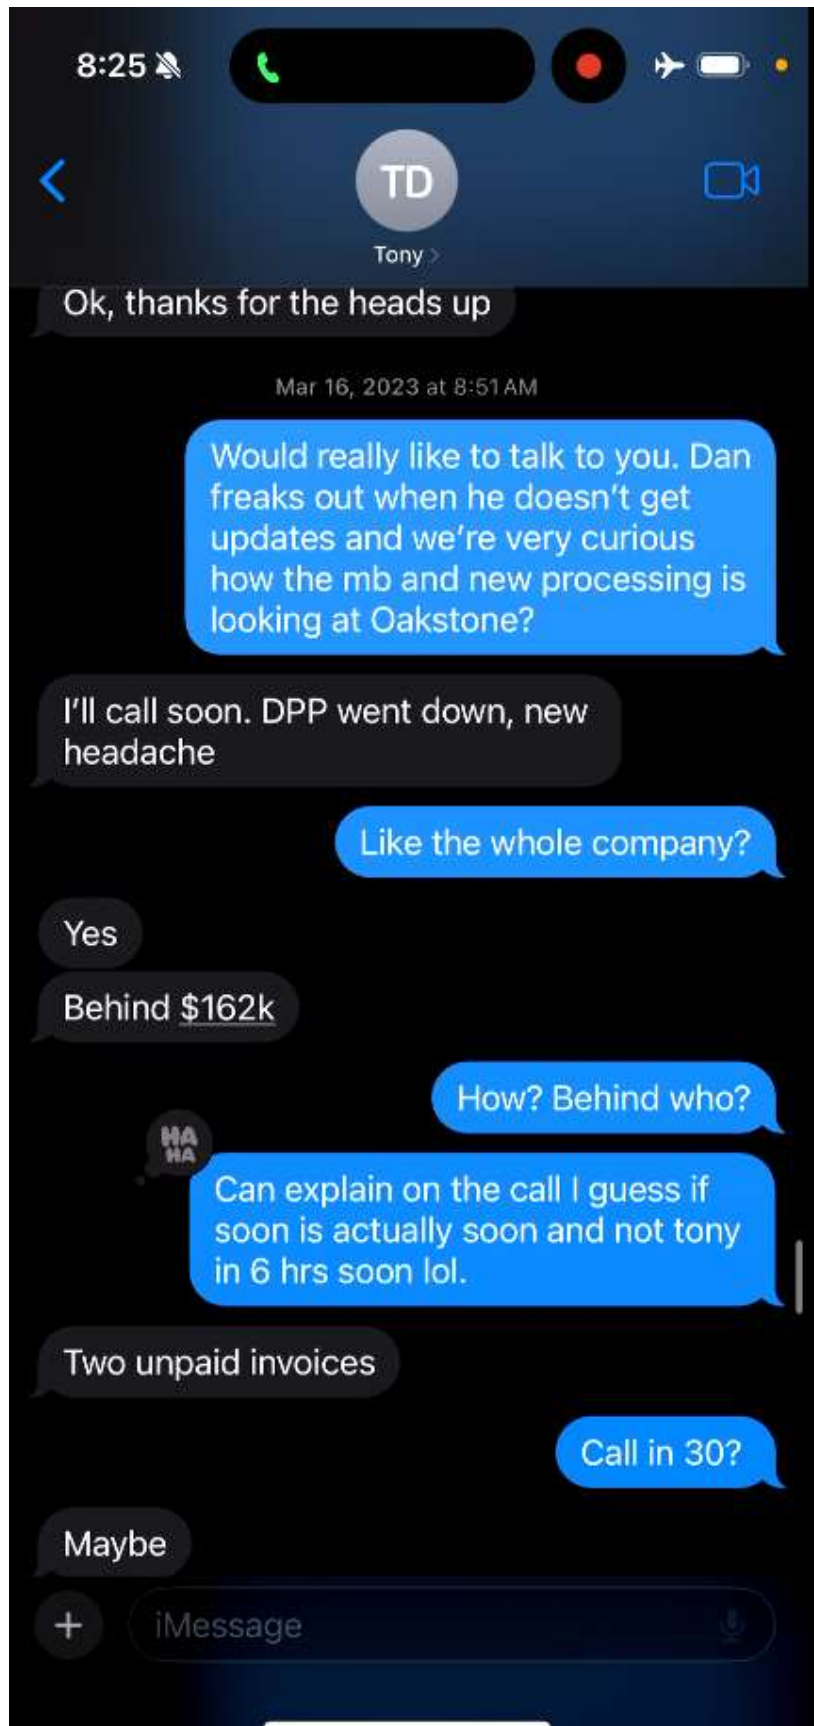 8:25
TD
Tony
Ok, thanks for the heads up
Mar 16, 2023 at 8:51 AM
Would really like to talk to you. Dan
freaks out when he doesn't get
updates and we're very curious
how the mb and new processing is
looking at Oakstone?
I'll call soon. DPP went down, new
headache
Like the whole company?
Yes
Behind $162k
How? Behind who?
HA
HA
Can explain on the call I guess if
soon is actually soon and not tony
in 6 hrs soon lol.
Two unpaid invoices
Call in 30?
Maybe
iMessage